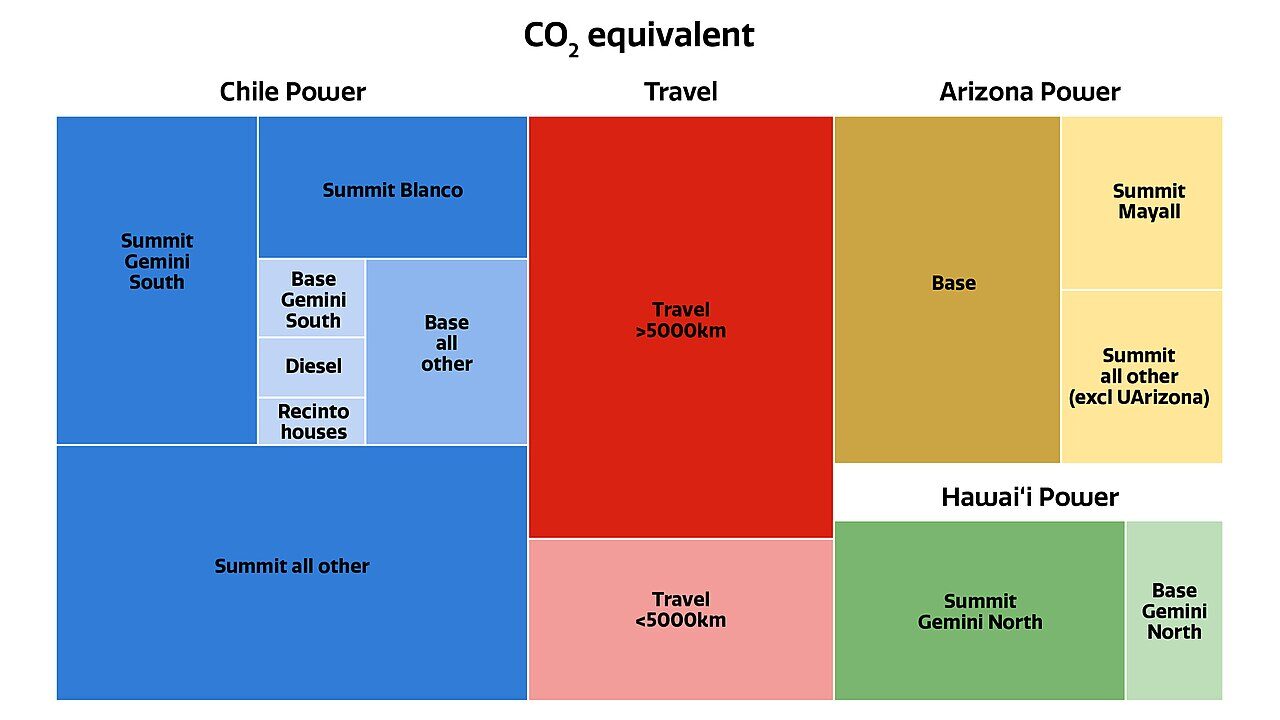 CO₂ equivalent
Chile Power
Travel
Arizona Power
Summit
Gemini
South
Summit Blanco
Base
Gemini
South
Diesel
Recinto
houses
Base
all
other
Summit all other
Travel
>5000km
Travel
<5000km
Base
Summit
Mayall
Summit
all other
(excl UArizona)
Hawaiʻi Power
Summit
Gemini North
Base
Gemini
North